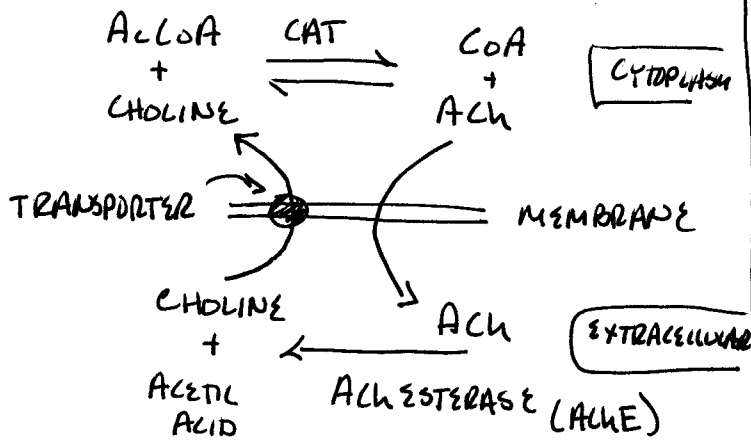 AcCoA CAT CoA
+ +
CHOLINE ACh
CYTOPLASM
TRANSPORTER MEMBRANE
CHOLINE ACh
+
EXTRACELLULAR
ACETIC
ACID
ACh ESTERASE (AChE)